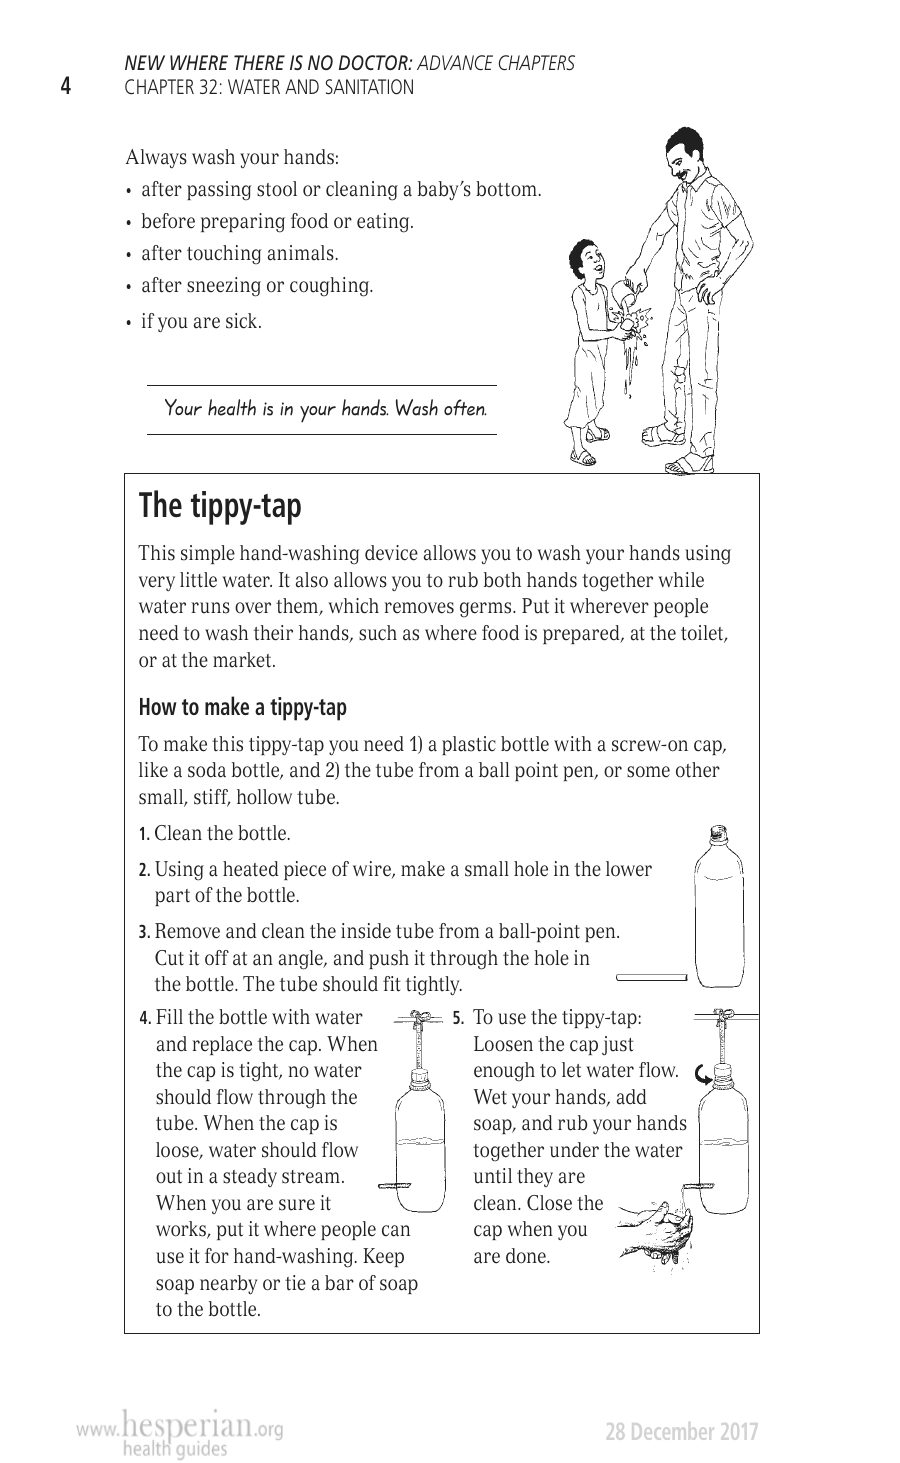 NEW WHERE THERE IS NO DOCTOR: ADVANCE CHAPTERS
4 CHAPTER 32: WATER AND SANITATION
Always wash your hands:
• after passing stool or cleaning a baby’s bottom.
• before preparing food or eating.
• after touching animals.
• after sneezing or coughing.
• if you are sick.
Your health is in your hands. Wash often.
The tippy-tap
This simple hand-washing device allows you to wash your hands using
very little water. It also allows you to rub both hands together while
water runs over them, which removes germs. Put it wherever people
need to wash their hands, such as where food is prepared, at the toilet,
or at the market.
How to make a tippy-tap
To make this tippy-tap you need 1) a plastic bottle with a screw-on cap,
like a soda bottle, and 2) the tube from a ball point pen, or some other
small, stiff, hollow tube.
1. Clean the bottle.
2. Using a heated piece of wire, make a small hole in the lower
part of the bottle.
3. Remove and clean the inside tube from a ball-point pen.
Cut it off at an angle, and push it through the hole in
the bottle. The tube should fit tightly.
4. Fill the bottle with water
and replace the cap. When
the cap is tight, no water
should flow through the
tube. When the cap is
loose, water should flow
out in a steady stream.
When you are sure it
works, put it where people can
use it for hand-washing. Keep
soap nearby or tie a bar of soap
to the bottle.
5. To use the tippy-tap:
Loosen the cap just
enough to let water flow.
Wet your hands, add
soap, and rub your hands
together under the water
until they are
clean. Close the
cap when you
are done.
www.hesperian.org
health guides
28 December 2017